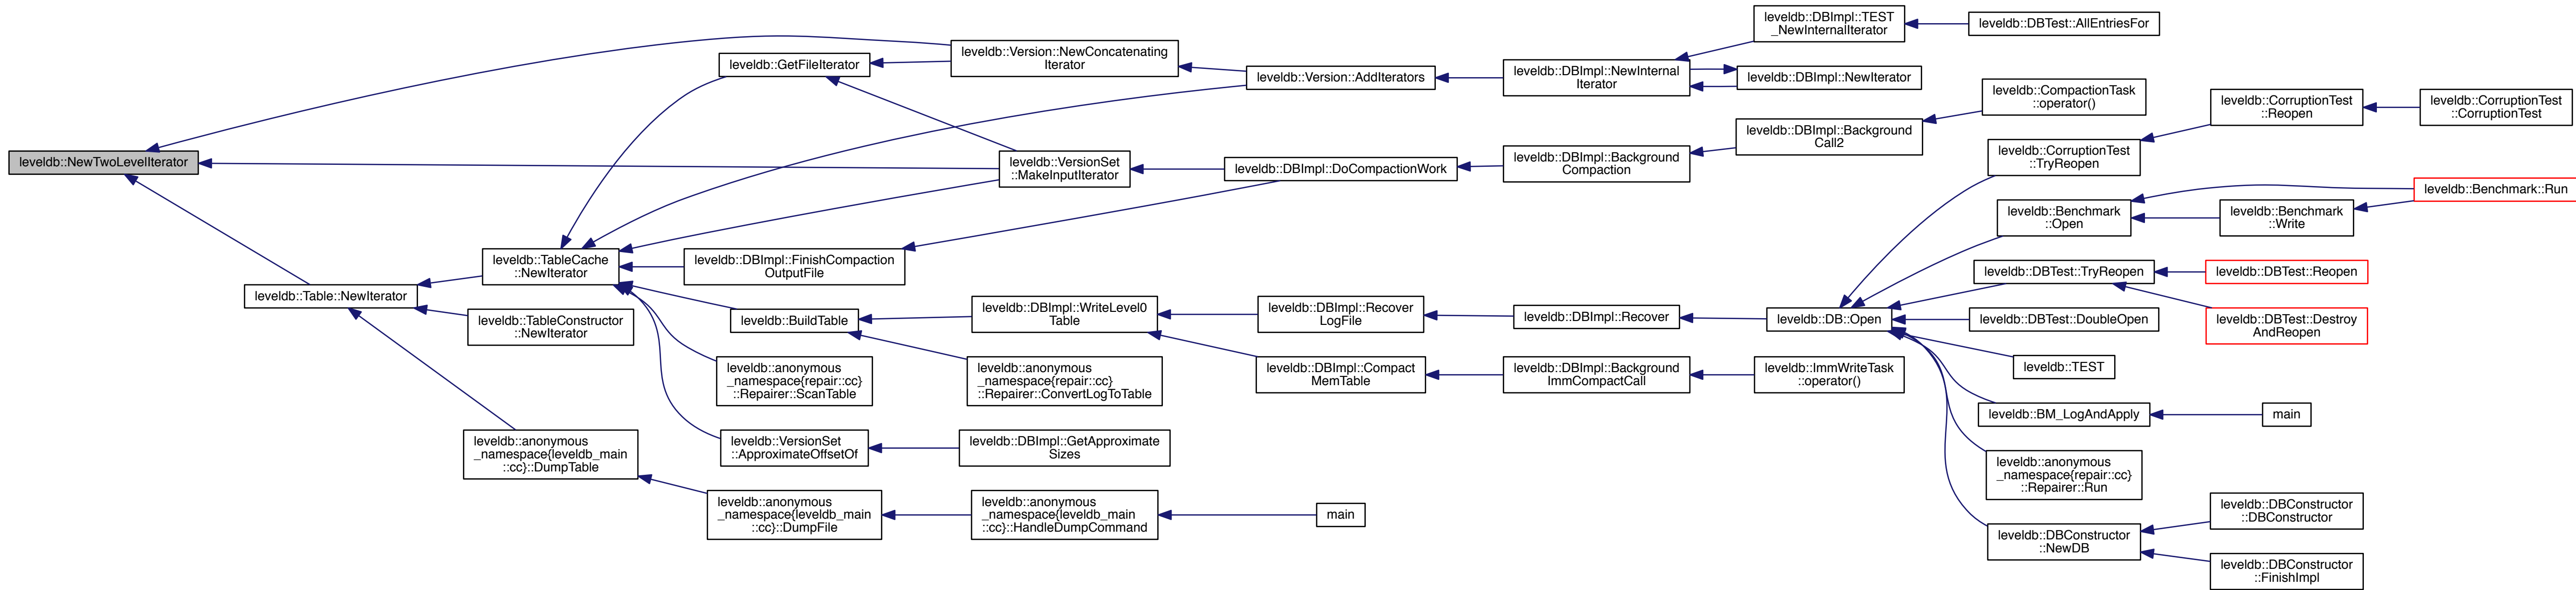 leveldb::NewTwoLevelIterator
leveldb::Table::NewIterator
leveldb::TableCache
::NewIterator
leveldb::TableConstructor
::NewIterator
leveldb::anonymous
_namespace{leveldb_main
::cc}::DumpTable
leveldb::GetFileIterator
leveldb::DBImpl::FinishCompaction
OutputFile
leveldb::BuildTable
leveldb::anonymous
_namespace{repair::cc}
::Repairer::ScanTable
leveldb::VersionSet
::ApproximateOffsetOf
leveldb::anonymous
_namespace{leveldb_main
::cc}::DumpFile
leveldb::Version::NewConcatenating
Iterator
leveldb::VersionSet
::MakeInputIterator
leveldb::DBImpl::WriteLevel0
Table
leveldb::anonymous
_namespace{repair::cc}
::Repairer::ConvertLogToTable
leveldb::DBImpl::GetApproximate
Sizes
leveldb::anonymous
_namespace{leveldb_main
::cc}::HandleDumpCommand
leveldb::Version::AddIterators
leveldb::DBImpl::DoCompactionWork
leveldb::DBImpl::Recover
LogFile
leveldb::DBImpl::Compact
MemTable
main
leveldb::DBImpl::NewInternal
Iterator
leveldb::DBImpl::Background
Compaction
leveldb::DBImpl::Recover
leveldb::DBImpl::Background
ImmCompactCall
leveldb::DBImpl::TEST
_NewInternalIterator
leveldb::DBImpl::NewIterator
leveldb::DBImpl::Background
Call2
leveldb::DB::Open
leveldb::ImmWriteTask
::operator()
leveldb::DBTest::AllEntriesFor
leveldb::CompactionTask
::operator()
leveldb::CorruptionTest
::TryReopen
leveldb::Benchmark
::Open
leveldb::DBTest::TryReopen
leveldb::DBTest::DoubleOpen
leveldb::TEST
leveldb::BM_LogAndApply
leveldb::anonymous
_namespace{repair::cc}
::Repairer::Run
leveldb::DBConstructor
::NewDB
leveldb::CorruptionTest
::Reopen
leveldb::Benchmark
::Write
leveldb::DBTest::Reopen
leveldb::DBTest::Destroy
AndReopen
main
leveldb::DBConstructor
::DBConstructor
leveldb::DBConstructor
::FinishImpl
leveldb::CorruptionTest
::CorruptionTest
leveldb::Benchmark::Run